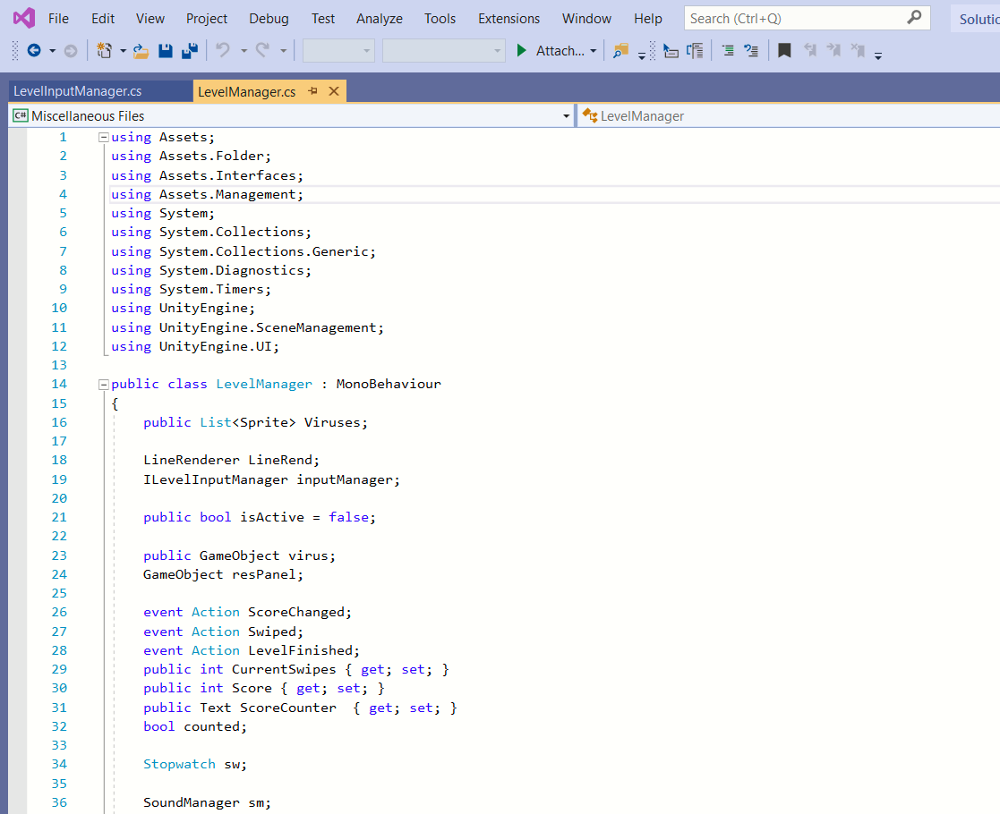 File Edit View Project Debug Test Analyze Tools Extensions Window Help Search (Ctrl+Q)
Attach...
LevelInputManager.cs LevelManager.cs
C# Miscellaneous Files LevelManager
1 using Assets;
2 using Assets.Folder;
3 using Assets.Interfaces;
4 using Assets.Management;
5 using System;
6 using System.Collections;
7 using System.Collections.Generic;
8 using System.Diagnostics;
9 using System.Timers;
10 using UnityEngine;
11 using UnityEngine.SceneManagement;
12 using UnityEngine.UI;
13
14 public class LevelManager : MonoBehaviour
15 {
16 public List<Sprite> Viruses;
17
18 LineRenderer LineRend;
19 ILevelInputManager inputManager;
20
21 public bool isActive = false;
22
23 public GameObject virus;
24 GameObject resPanel;
25
26 event Action ScoreChanged;
27 event Action Swiped;
28 event Action LevelFinished;
29 public int CurrentSwipes { get; set; }
30 public int Score { get; set; }
31 public Text ScoreCounter  { get; set; }
32 bool counted;
33
34 Stopwatch sw;
35
36 SoundManager sm;